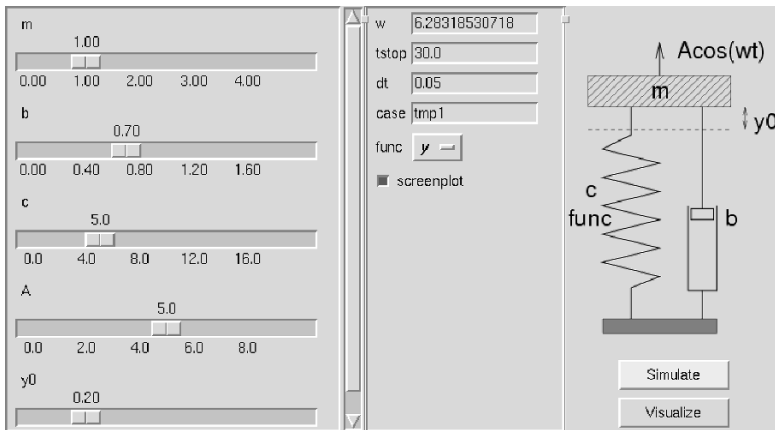 m
1.00
0.00 1.00 2.00 3.00 4.00
b
0.70
0.00 0.40 0.80 1.20 1.60
c
5.0
0.0 4.0 8.0 12.0 16.0
A
5.0
0.0 2.0 4.0 6.0 8.0
y0
0.20
w 6.28318530718
tstop 30.0
dt 0.05
case tmp1
func y
screenplot
Acos(wt)
m
y0
c
func
b
Simulate
Visualize